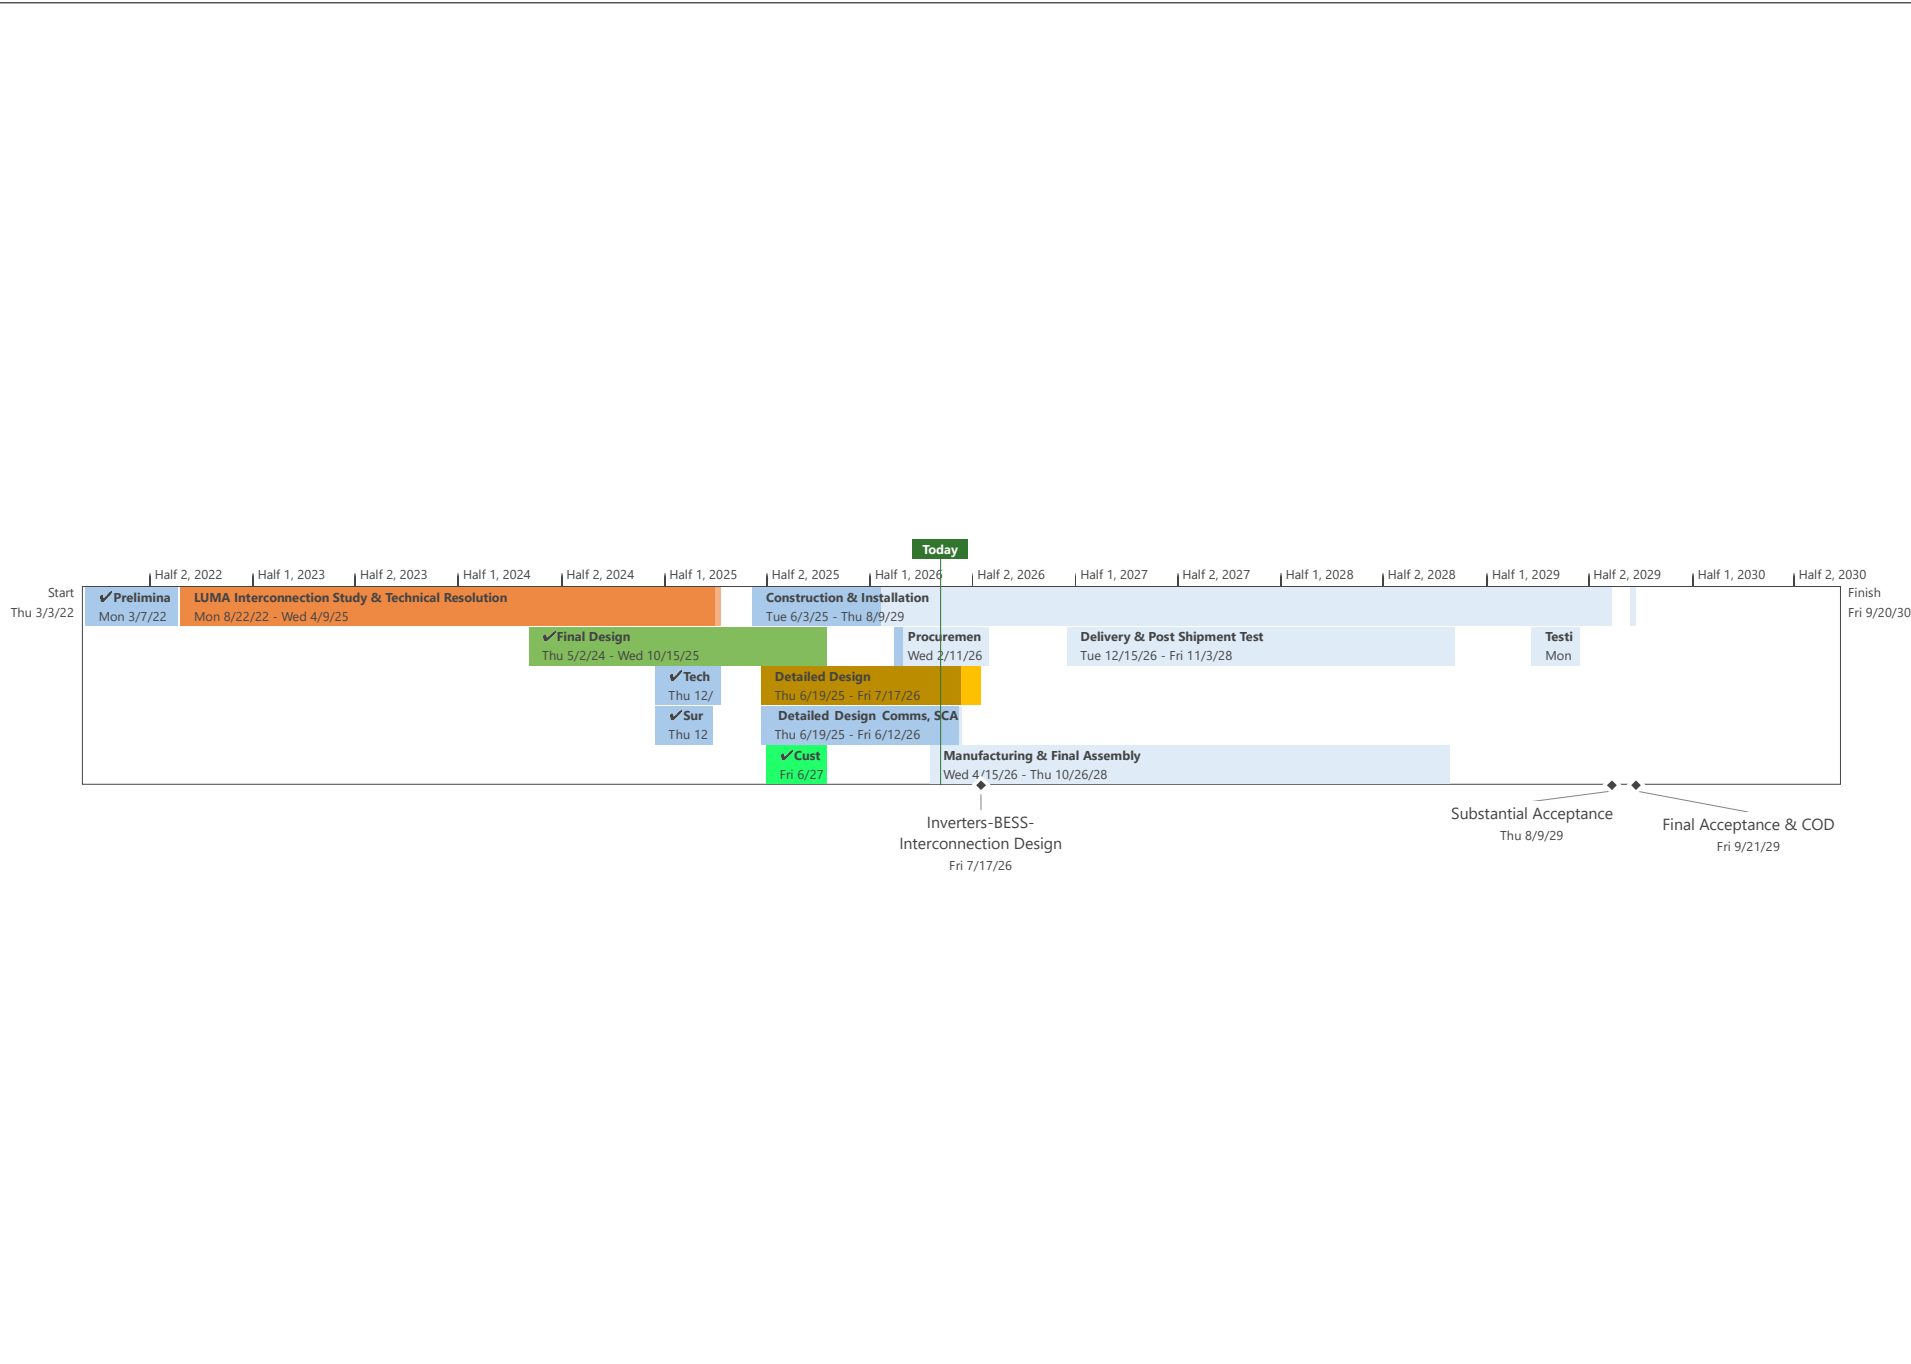 Today
Half 2, 2022
Half 1, 2023
Half 2, 2023
Half 1, 2024
Half 2, 2024
Half 1, 2025
Half 2, 2025
Half 1, 2026
Half 2, 2026
Half 1, 2027
Half 2, 2027
Half 1, 2028
Half 2, 2028
Half 1, 2029
Half 2, 2029
Half 1, 2030
Half 2, 2030
Start
Thu 3/3/22
✔Prelimina
Mon 3/7/22
LUMA Interconnection Study & Technical Resolution
Mon 8/22/22 - Wed 4/9/25
Construction & Installation
Tue 6/3/25 - Thu 8/9/29
Finish
Fri 9/20/30
✔Final Design
Thu 5/2/24 - Wed 10/15/25
Procuremen
Wed 2/11/26
Delivery & Post Shipment Test
Tue 12/15/26 - Fri 11/3/28
Testi
Mon
✔Tech
Thu 12/
Detailed Design
Thu 6/19/25 - Fri 7/17/26
✔Sur
Thu 12
Detailed Design Comms, SCA
Thu 6/19/25 - Fri 6/12/26
✔Cust
Fri 6/27
Manufacturing & Final Assembly
Wed 4/15/26 - Thu 10/26/28
Inverters-BESS-
Interconnection Design
Fri 7/17/26
Substantial Acceptance
Thu 8/9/29
Final Acceptance & COD
Fri 9/21/29